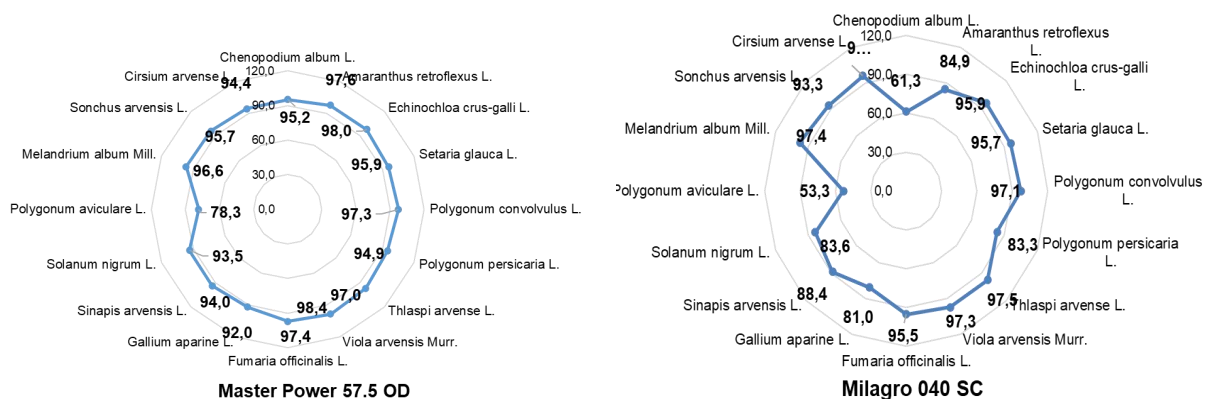 Chenopodium album L.
120,0
Cirsium arvense L.
94,4
97,6
Amaranthus retroflexus L.
90,0
Sonchus arvensis L.
95,2
Echinochloa crus-galli L.
95,7
60,0
98,0
Melandrium album Mill.
96,6
30,0
95,9
Setaria glauca L.
Polygonum aviculare L.
78,3
0,0
97,3
Polygonum convolvulus L.
Solanum nigrum L.
93,5
94,9
Polygonum persicaria L.
Sinapis arvensis L.
94,0
97,0
Thlaspi arvense L.
Gallium aparine L.
92,0
98,4
Viola arvensis Murr.
97,4
Fumaria officinalis L.
Master Power 57.5 OD
Chenopodium album L.
120,0
Cirsium arvense L.
9...
84,9
Amaranthus retroflexus
L.
Sonchus arvensis L.
93,3
90,0
61,3
Echinochloa crus-galli
L.
95,9
60,0
Melandrium album Mill.
97,4
95,7
Setaria glauca L.
30,0
Polygonum aviculare L.
53,3
0,0
97,1
Polygonum convolvulus
L.
Solanum nigrum L.
83,6
83,3
Polygonum persicaria
L.
Sinapis arvensis L.
88,4
97,5
Thlaspi arvense L.
Gallium aparine L.
81,0
97,3
Viola arvensis Murr.
95,5
Fumaria officinalis L.
Milagro 040 SC